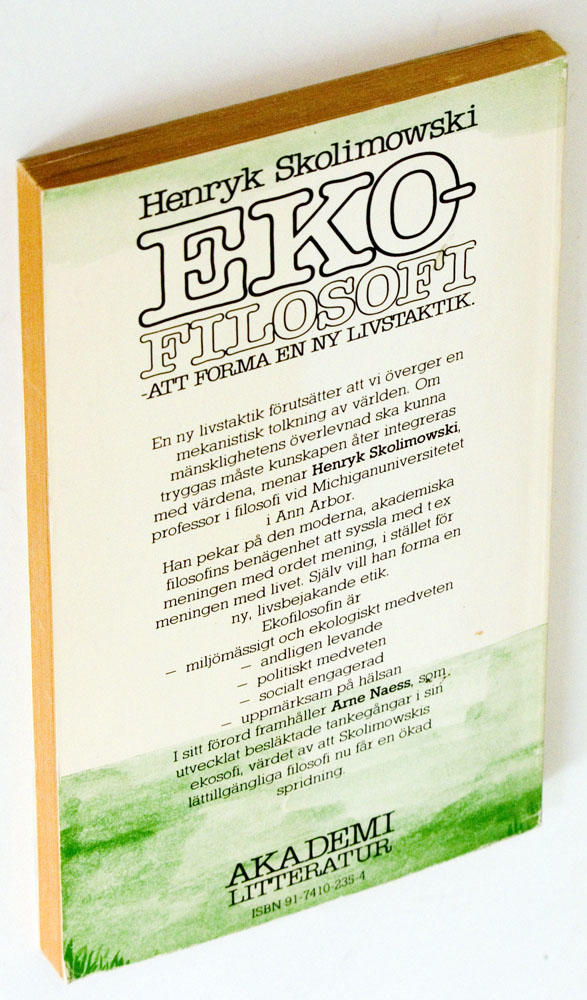 Henryk Skolimowski
EKO-
FILOSOFI
-ATT FORMA EN NY LIVSTAKTIK.
En ny livstaktik förutsätter att vi överger en
mekanistisk tolkning av världen. Om
mänsklighetens överlevnad ska kunna
tryggas måste kunskapen åter integreras
med värdena, menar Henryk Skolimowski,
professor i filosofi vid Michiganuniversitetet
i Ann Arbor.
Han pekar på den moderna, akademiska
filosofins benägenhet att syssla med t ex
meningen med ordet mening, i stället för
meningen med livet. Själv vill han forma en
ny, livsbejakande etik.
Ekofilosofin är
– miljömässigt och ekologiskt medveten
– andligen levande
– politiskt medveten
– socialt engagerad
– uppmärksam på hälsan
I sitt förord framhåller Arne Naess, som
utvecklat besläktade tankegångar i sin
ekosofi, värdet av att Skolimowskis
lättillgängliga filosofi nu får en ökad
spridning.
AKADEMI
LITTERATUR
ISBN 91-7410-235-4